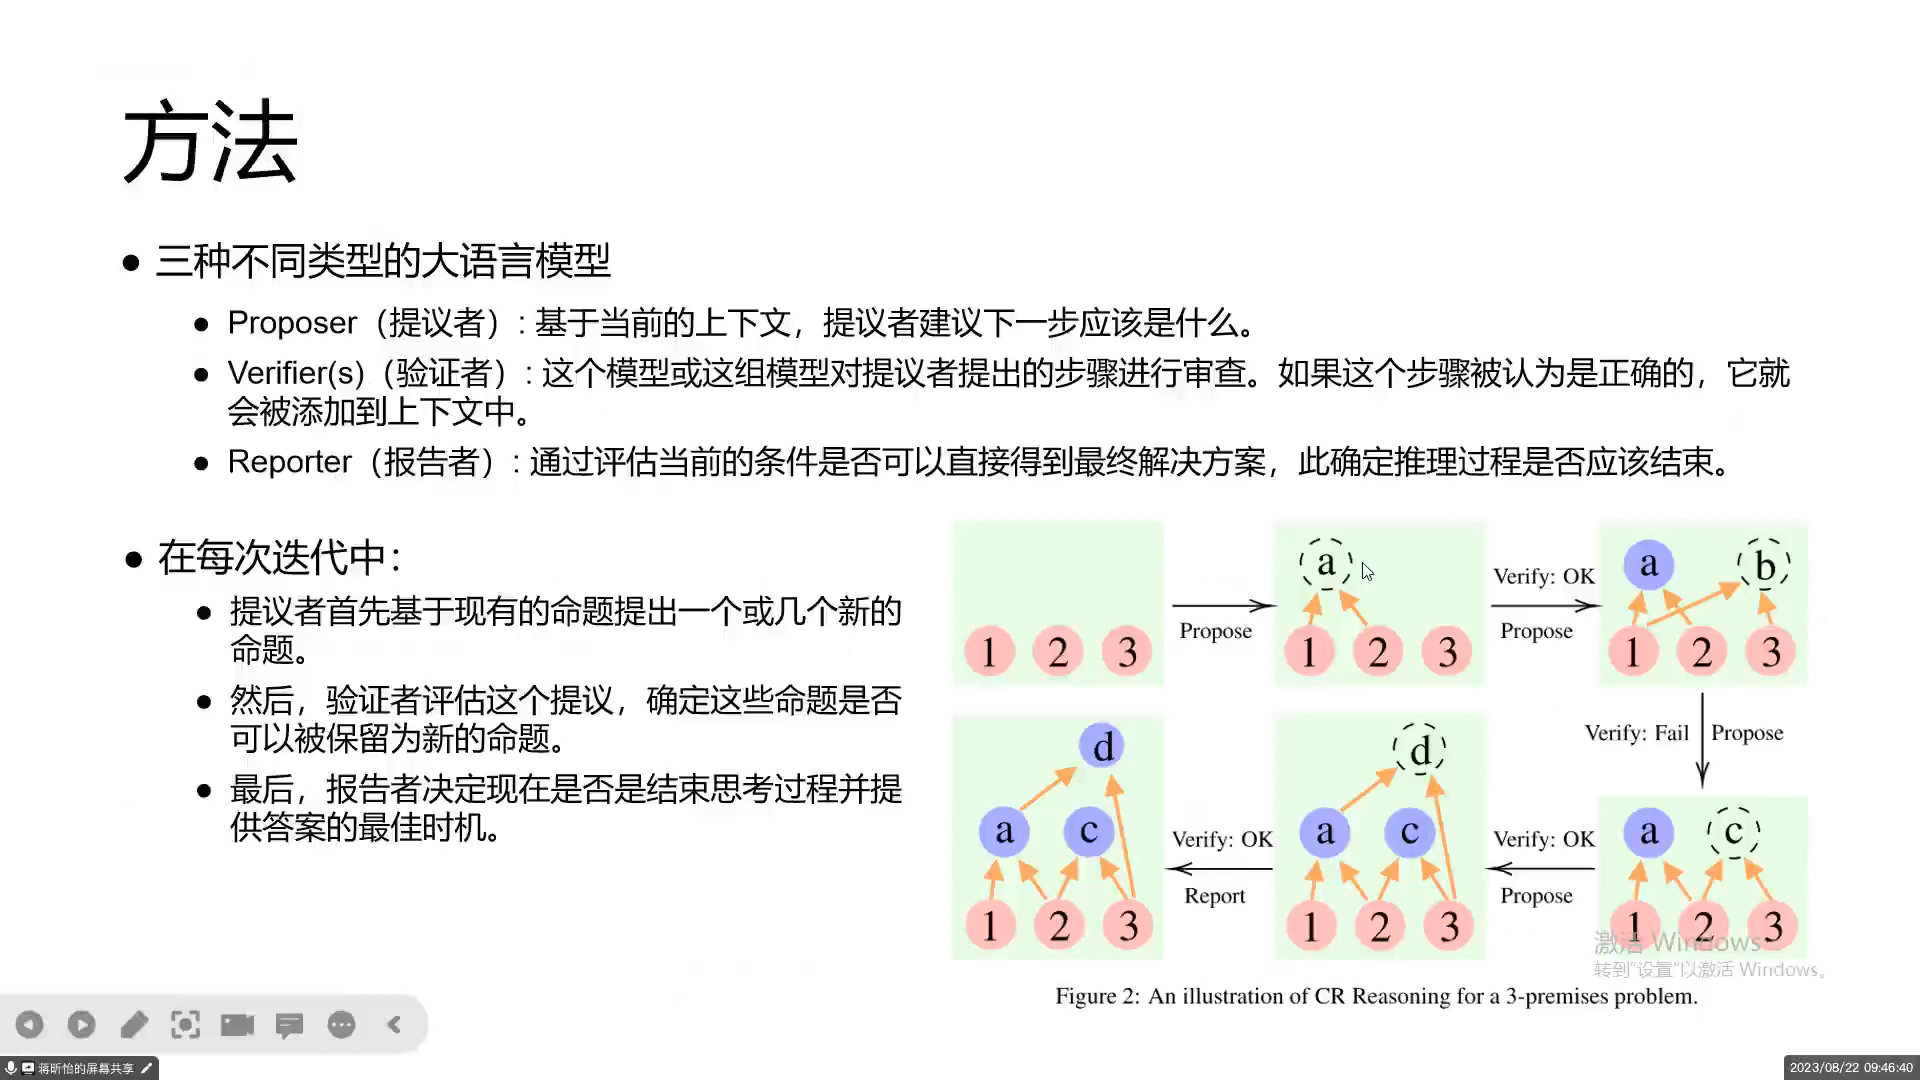 方法
三种不同类型的大语言模型
Proposer（提议者）: 基于当前的上下文，提议者建议下一步应该是什么。
Verifier(s)（验证者）: 这个模型或这组模型对提议者提出的步骤进行审查。如果这个步骤被认为是正确的，它就
会被添加到上下文中。
Reporter（报告者）: 通过评估当前的条件是否可以直接得到最终解决方案，此确定推理过程是否应该结束。
在每次迭代中：
提议者首先基于现有的命题提出一个或几个新的
命题。
然后，验证者评估这个提议，确定这些命题是否
可以被保留为新的命题。
最后，报告者决定现在是否是结束思考过程并提
供答案的最佳时机。
1 2 3
Propose
a
1 2 3
Verify: OK
Propose
a b
1 2 3
Verify: Fail Propose
a c
1 2 3
Verify: OK
Propose
d
a c
1 2 3
Verify: OK
Report
d
a c
1 2 3
激活 Windows
转到"设置"以激活 Windows。
Figure 2: An illustration of CR Reasoning for a 3-premises problem.
蒋昕怡的屏幕共享
2023/08/22 09:46:40